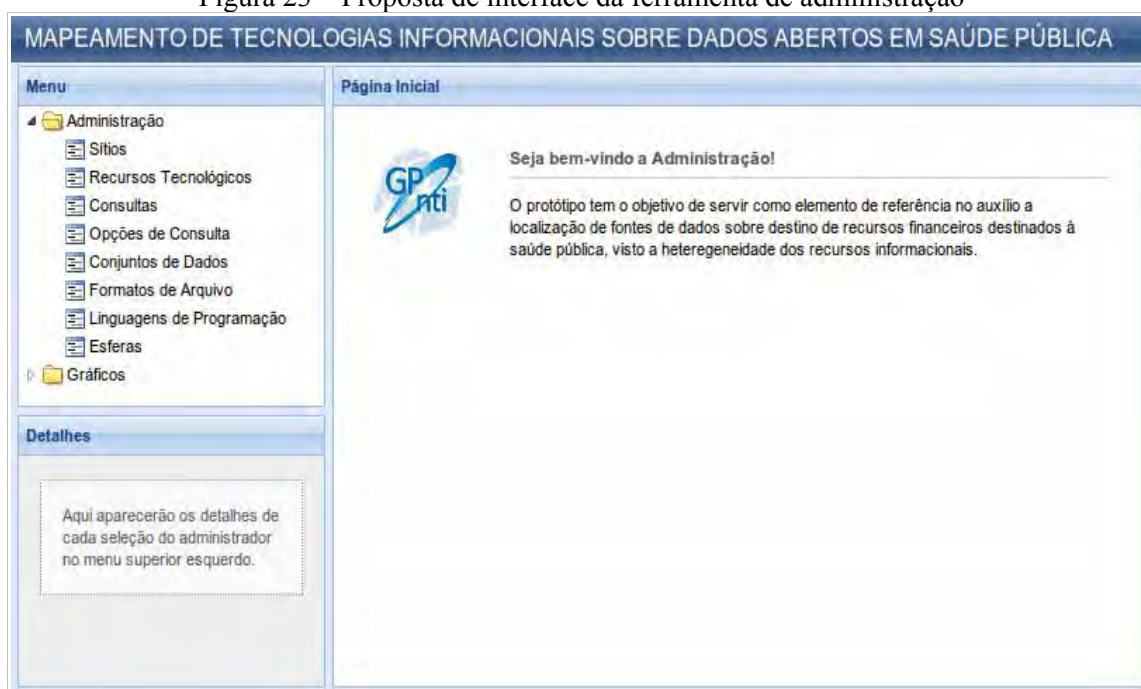 Figura 23 – Proposta de interface da ferramenta de administração
MAPEAMENTO DE TECNOLOGIAS INFORMACIONAIS SOBRE DADOS ABERTOS EM SAÚDE PÚBLICA
Menu
Administração
Sítios
Recursos Tecnológicos
Consultas
Opções de Consulta
Conjuntos de Dados
Formatos de Arquivo
Linguagens de Programação
Esferas
Gráficos
Detalhes
Aqui aparecerão os detalhes de
cada seleção do administrador
no menu superior esquerdo.
Página Inicial
GP
nti
Seja bem-vindo a Administração!
O protótipo tem o objetivo de servir como elemento de referência no auxílio a
localização de fontes de dados sobre destino de recursos financeiros destinados à
saúde pública, visto a heteregeneidade dos recursos informacionais.